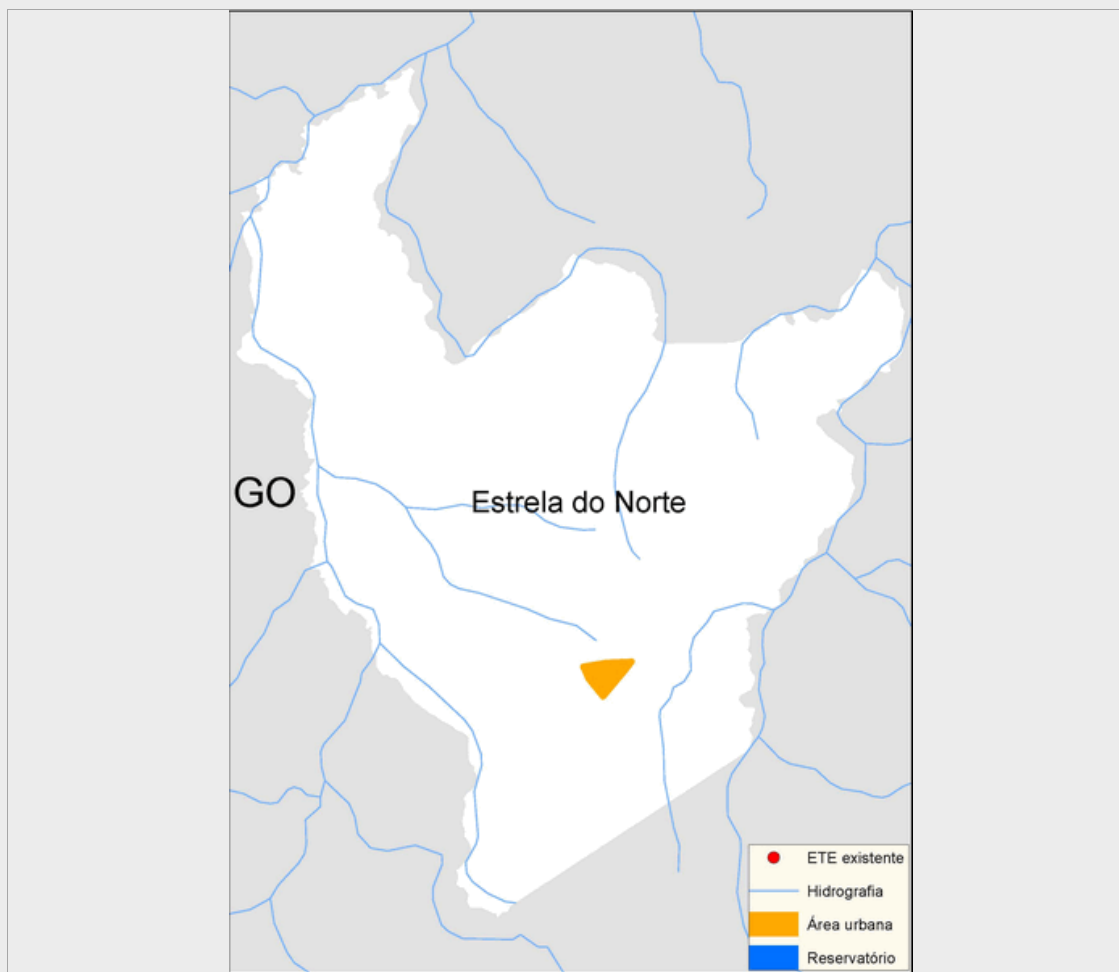 GO
Estrela do Norte
ETE existente
Hidrografia
Área urbana
Reservatório